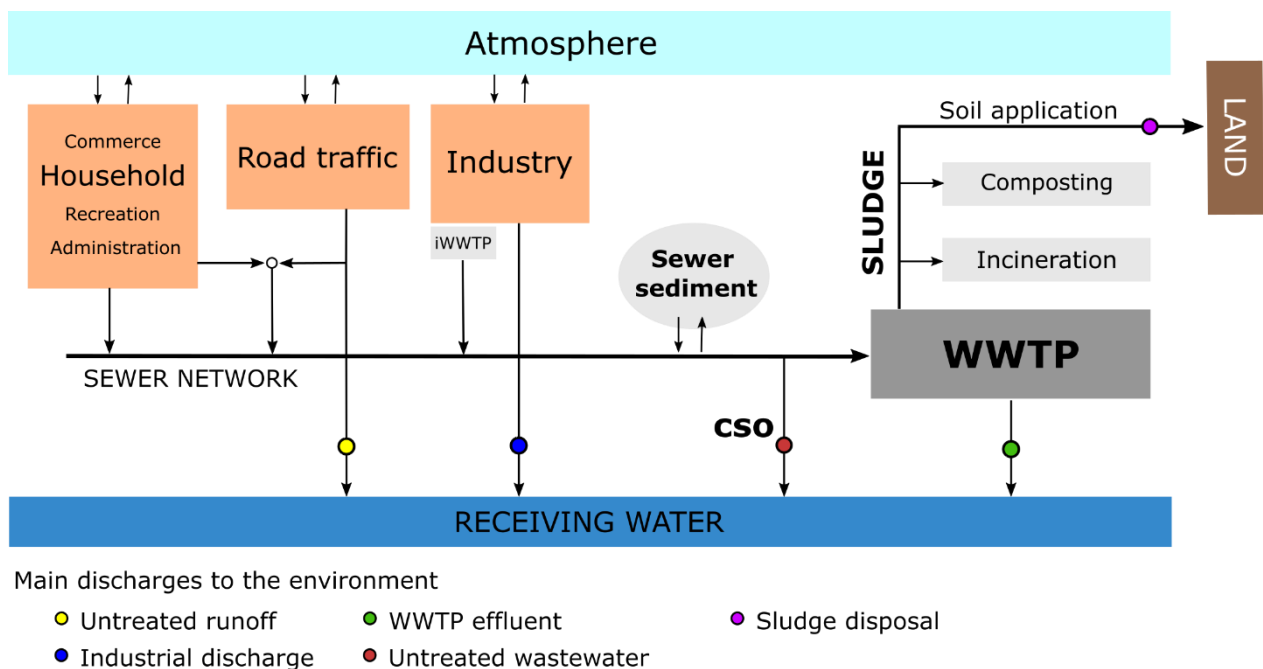 Atmosphere
Commerce
Household
Recreation
Administration
Road traffic
Industry
iWWTP
Sewer
sediment
SLUDGE
Soil application
Composting
Incineration
LAND
WWTP
SEWER NETWORK
CSO
RECEIVING WATER
Main discharges to the environment
Untreated runoff
WWTP effluent
Sludge disposal
Industrial discharge
Untreated wastewater